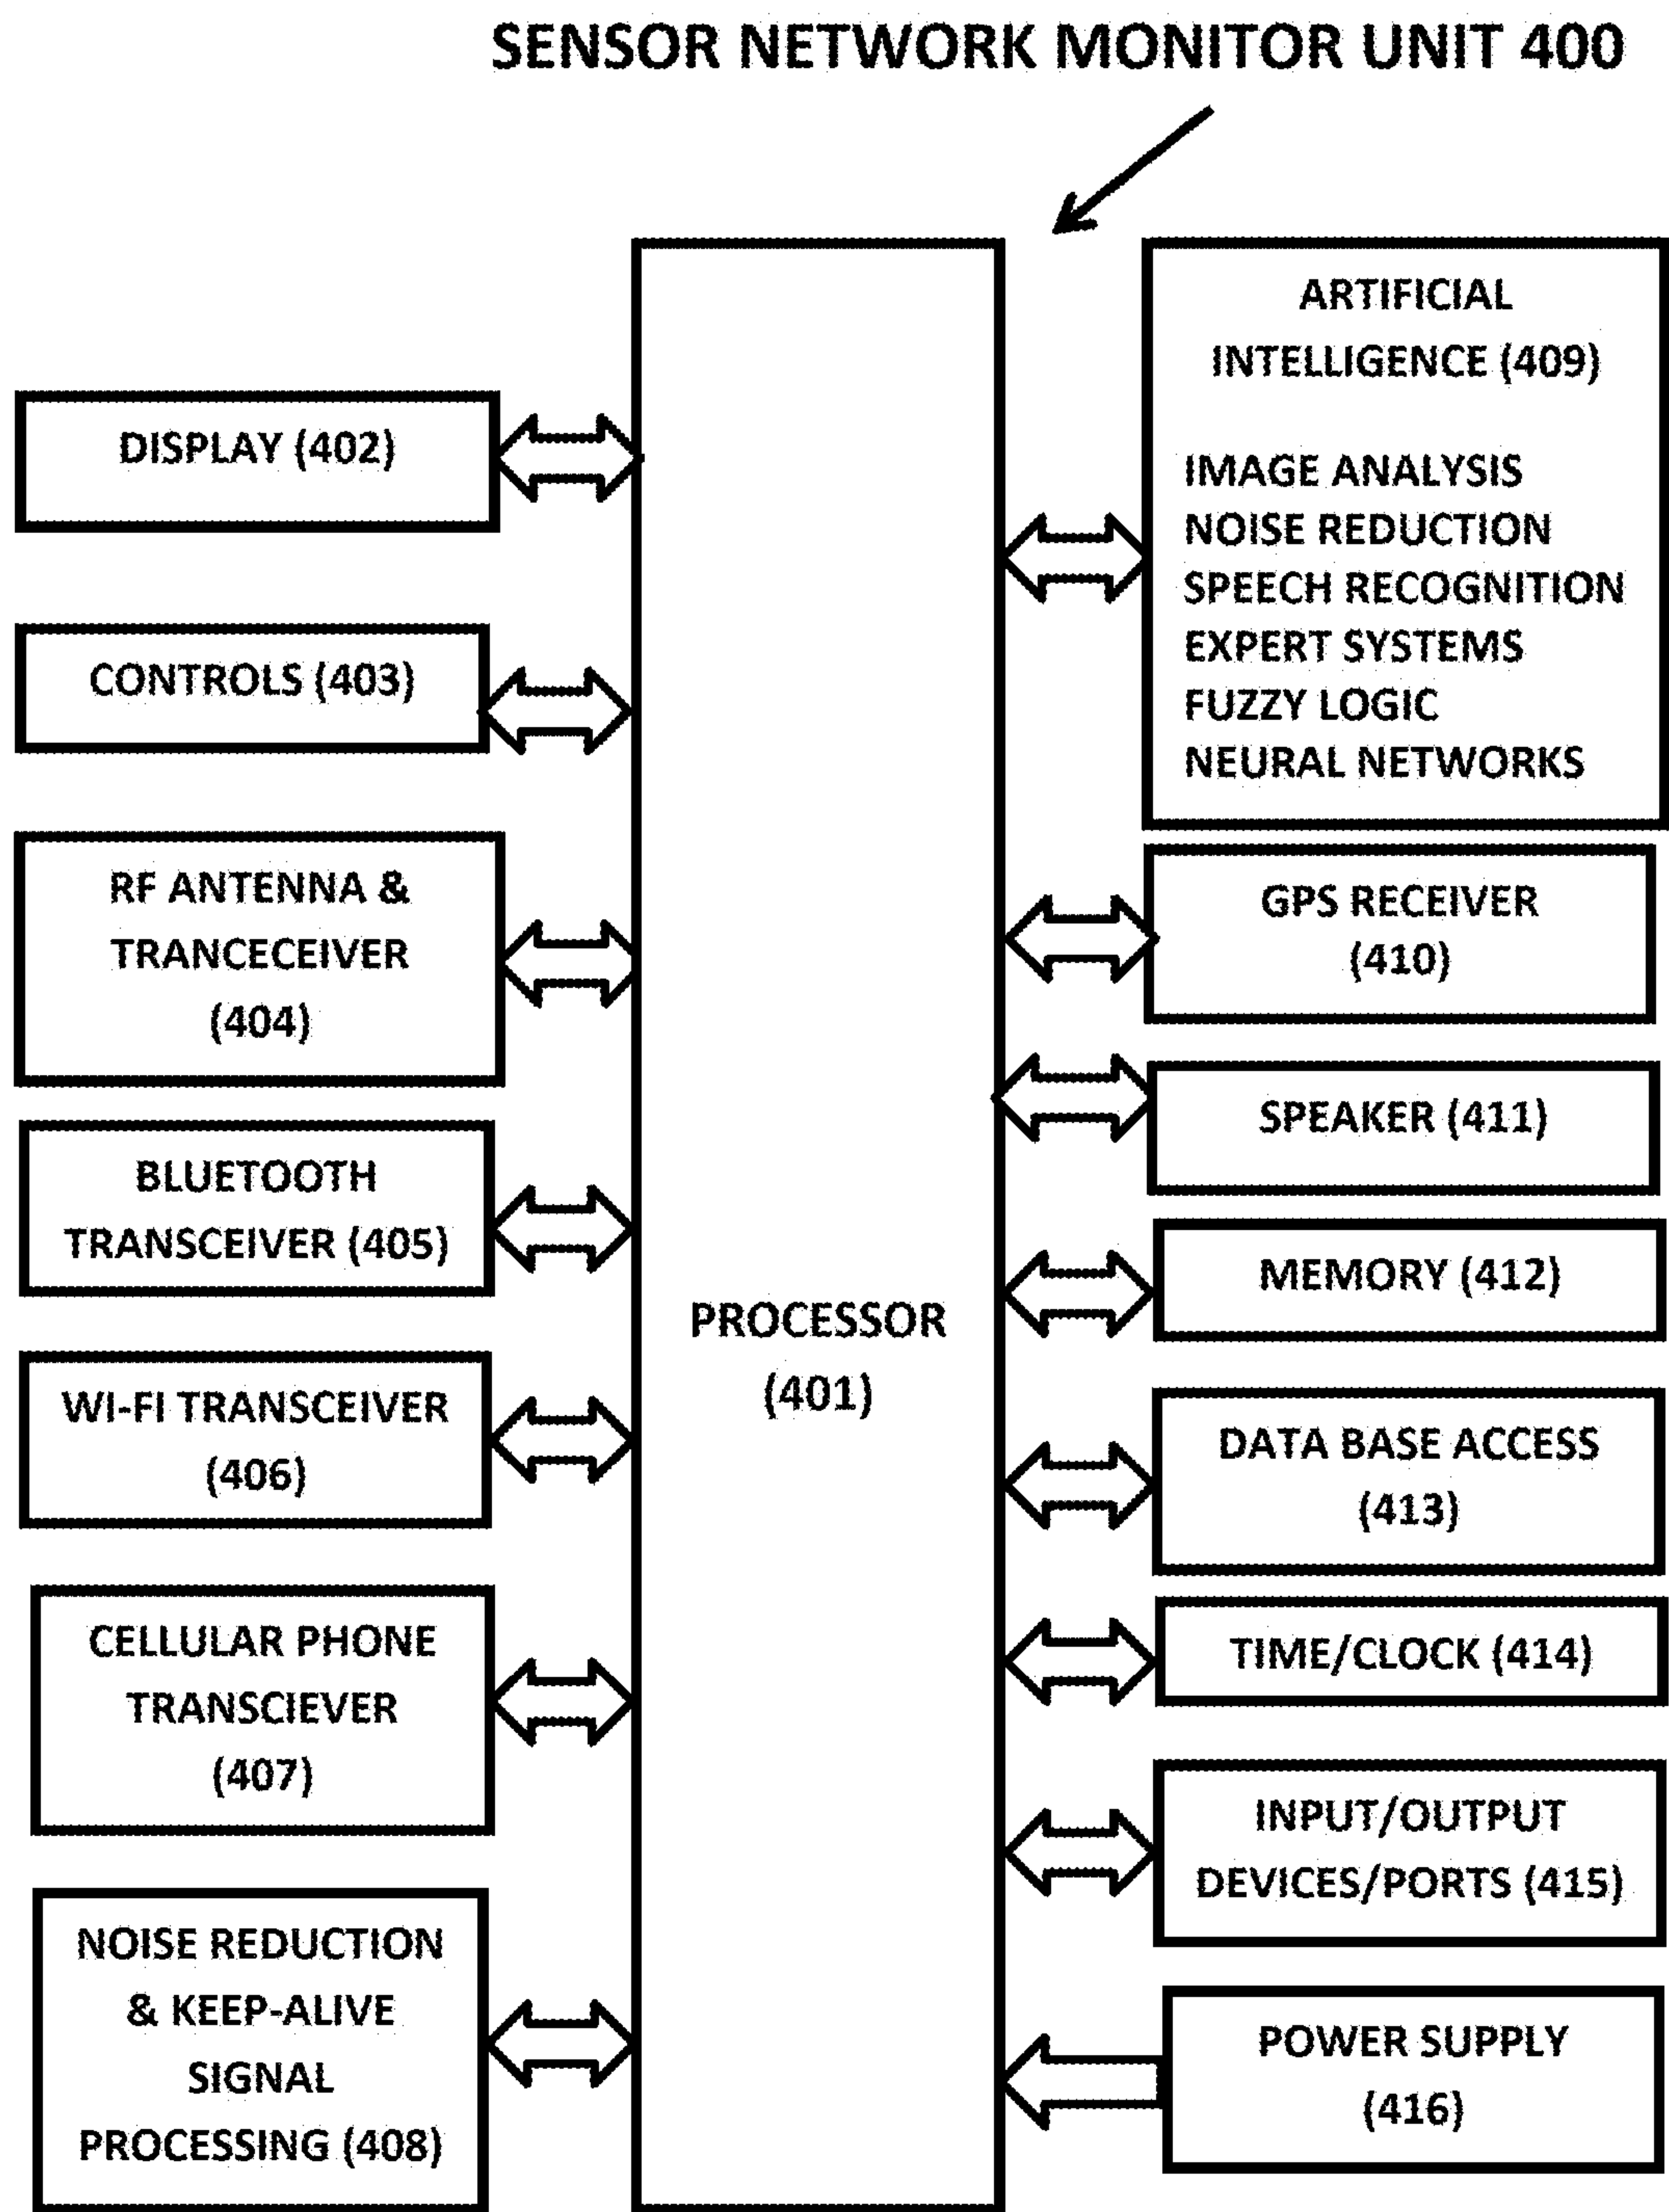 SENSOR NETWORK MONITOR UNIT 400
DISPLAY (402)
CONTROLS (403)
RF ANTENNA &
TRANCECEIVER
(404)
BLUETOOTH
TRANSCEIVER (405)
WI-FI TRANSCEIVER
(406)
CELLULAR PHONE
TRANSCIEVER
(407)
NOISE REDUCTION
& KEEP-ALIVE
SIGNAL
PROCESSING (408)
PROCESSOR
(401)
ARTIFICIAL
INTELLIGENCE (409)
IMAGE ANALYSIS
NOISE REDUCTION
SPEECH RECOGNITION
EXPERT SYSTEMS
FUZZY LOGIC
NEURAL NETWORKS
GPS RECEIVER
(410)
SPEAKER (411)
MEMORY (412)
DATA BASE ACCESS
(413)
TIME/CLOCK (414)
INPUT/OUTPUT
DEVICES/PORTS (415)
POWER SUPPLY
(416)